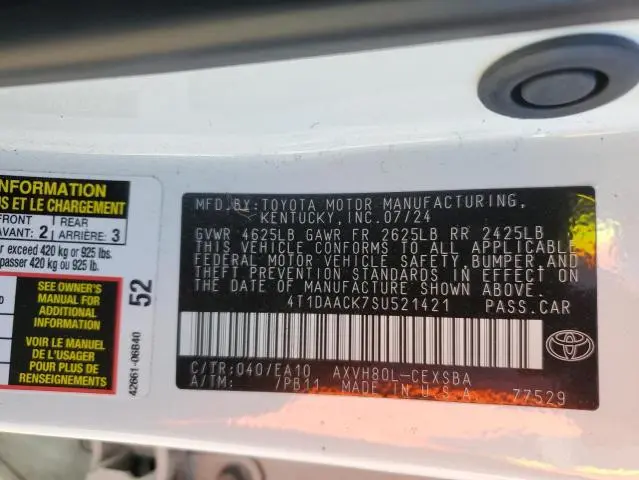 INFORMATION
US ET LE CHARGEMENT
FRONT
AVANT: 2
REAR
ARRIÈRE: 3
exceed 420 kg or 925 lbs.
passer 420 kg ou 925 lb.
SEE OWNER'S
MANUAL FOR
ADDITIONAL
INFORMATION
VOIR LE MANUEL
DE L'USAGER
POUR PLUS DE
RENSEIGNEMENTS
52
42661-06B40
MFD.BY:TOYOTA MOTOR MANUFACTURING,
KENTUCKY,INC.07/24
GVWR 4625LB GAWR FR 2625LB RR 2425LB
THIS VEHICLE CONFORMS TO ALL APPLICABLE
FEDERAL MOTOR VEHICLE SAFETY, BUMPER AND
THEFT PREVENTION STANDARDS IN EFFECT ON
THE DATE OF MANUFACTURE SHOWN ABOVE.
4T1DAACK7SU521421 PASS.CAR
C/TR:040/EA10 AXVH80L-CEXSBA
A/TM: /PB11 MADE IN U.S.A. 77529